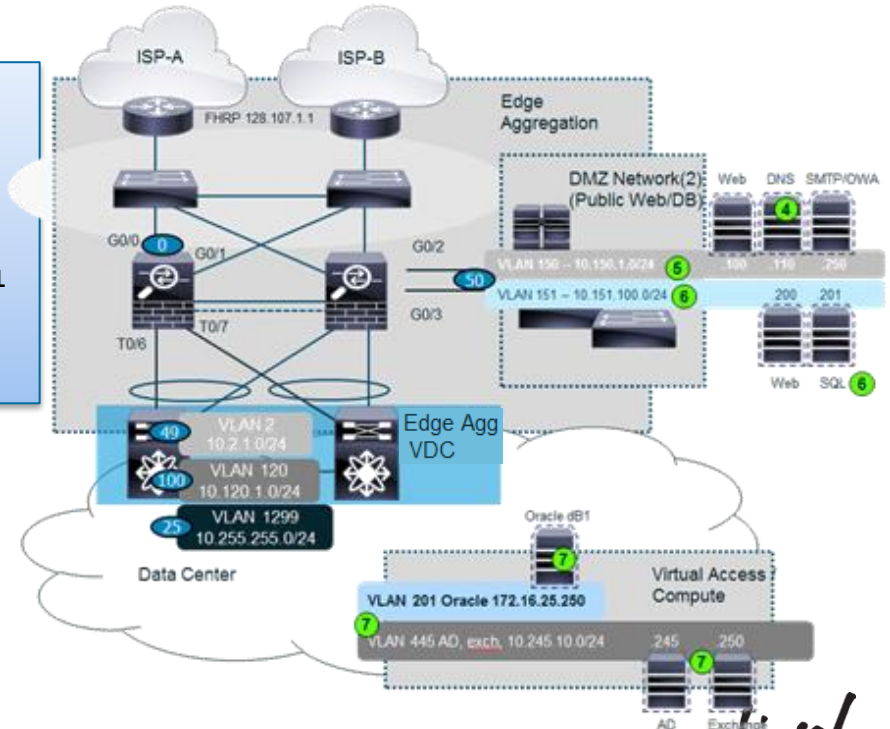 ISP-A
ISP-B
FHRP 128.107.1.1
Edge
Aggregation
DMZ Network(2)
(Public Web/DB)
Web DNS SMTP/OWA
4
G0/0 0 G0/1
G0/2
VLAN 150 – 10.150.1.0/24 5 .100 .110 .250
50
VLAN 151 – 10.151.100.0/24 6 200 201
1
G0/3
T0/7
T0/6
Web SQL 6
49 VLAN 2
10.2.1.0/24
Edge Agg
VDC
100 VLAN 120
10.120.1.0/24
25 VLAN 1299
10.255.255.0/24
Oracle dB1
7
Data Center
Virtual Access
Compute
VLAN 201 Oracle 172.16.25.250
7
VLAN 445 AD, exch, 10.245.10.0/24 .245 .250
7
AD Exchange